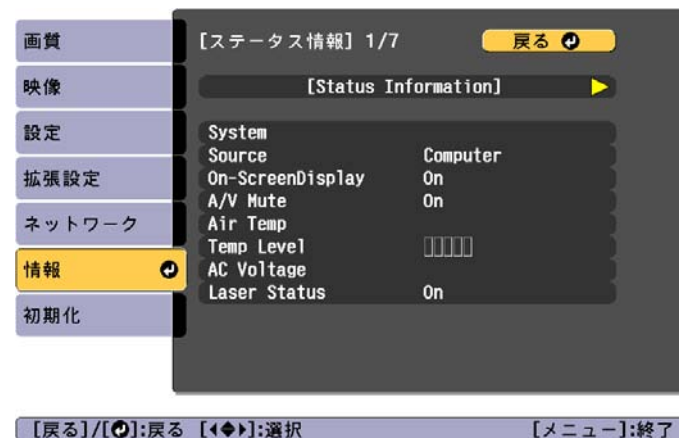 画質
映像
設定
拡張設定
ネットワーク
情報
初期化
[ステータス情報] 1/7 戻る
[Status Information]
System
Source Computer
On-ScreenDisplay On
A/V Mute On
Air Temp
Temp Level
AC Voltage
Laser Status On
[戻る]/[]:戻る []:選択 [メニュー]:終了